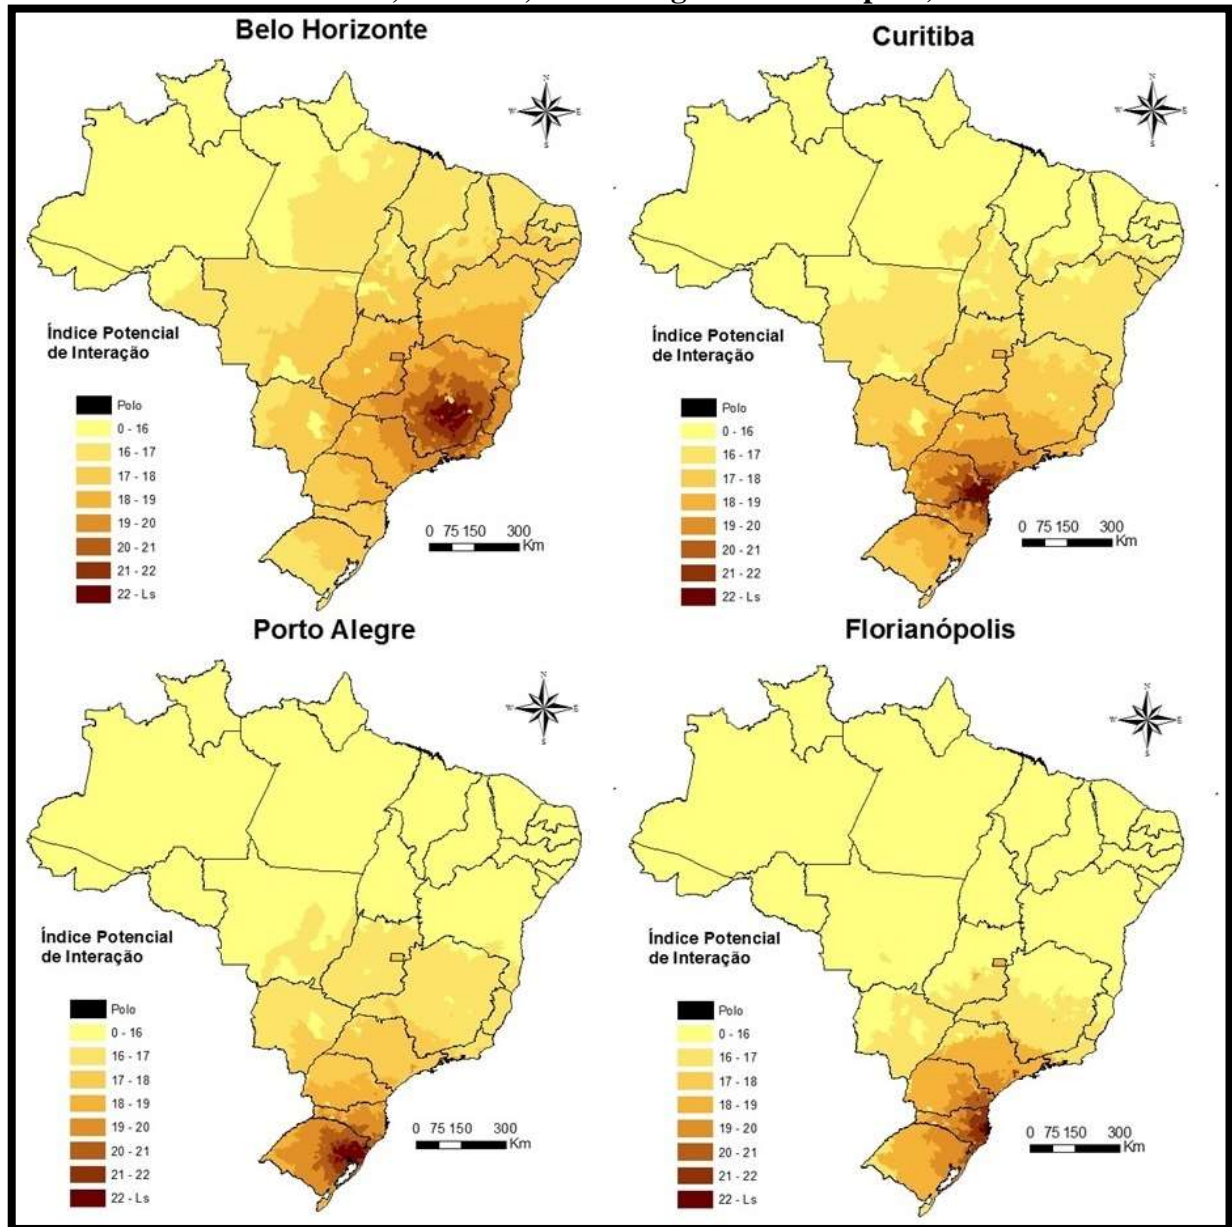 Belo Horizonte
N
W E
S
Índice Potencial
de Interação
Polo
0 - 16
16 - 17
17 - 18
18 - 19
19 - 20
20 - 21
21 - 22
22 - Ls
0 75 150 300
Km
Curitiba
N
W E
S
Índice Potencial
de Interação
Polo
0 - 16
16 - 17
17 - 18
18 - 19
19 - 20
20 - 21
21 - 22
22 - Ls
0 75 150 300
Km
Porto Alegre
N
W E
S
Índice Potencial
de Interação
Polo
0 - 16
16 - 17
17 - 18
18 - 19
19 - 20
20 - 21
21 - 22
22 - Ls
0 75 150 300
Km
Florianópolis
N
W E
S
Índice Potencial
de Interação
Polo
0 - 16
16 - 17
17 - 18
18 - 19
19 - 20
20 - 21
21 - 22
22 - Ls
0 75 150 300
Km